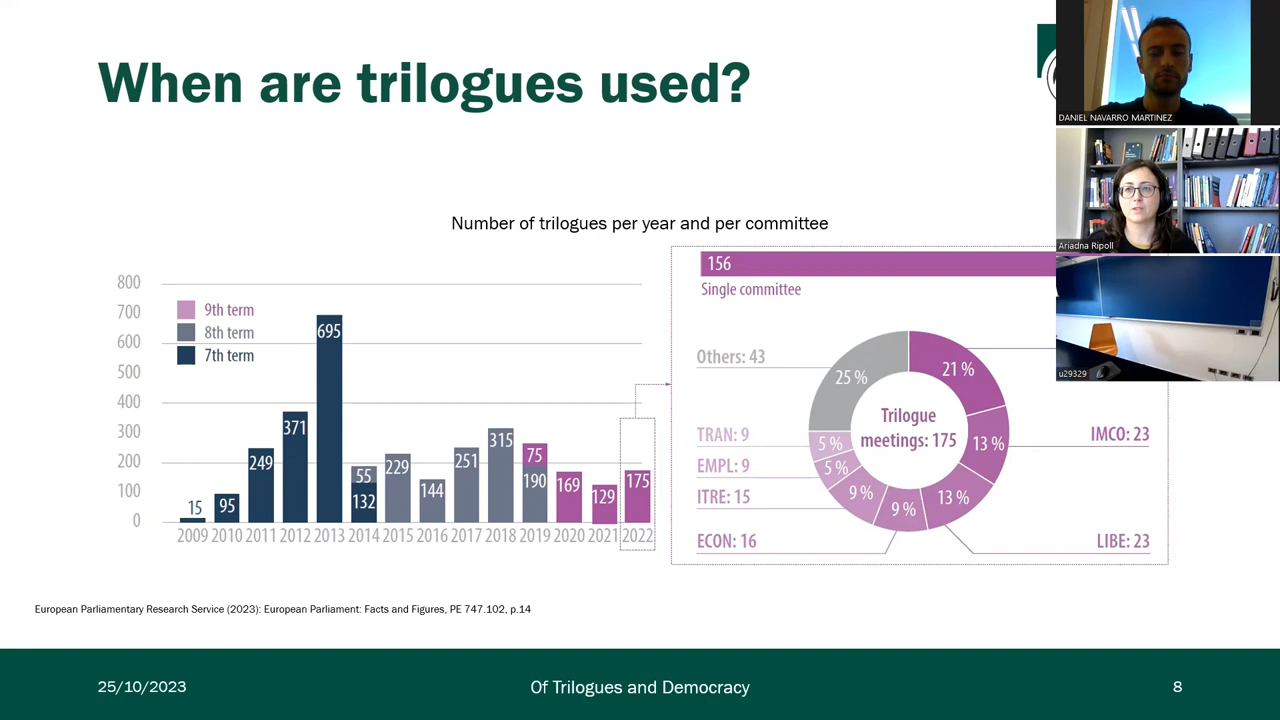 When are trilogues used?
DANIEL NAVARRO MARTINEZ
Ariadna Ripoll
u29329
Number of trilogues per year and per committee
800
700
600
500
400
300
200
100
0
9th term
8th term
7th term
15
95
249
371
695
55
132
229
144
251
315
75
190
169
129
175
2009 2010 2011 2012 2013 2014 2015 2016 2017 2018 2019 2020 2021 2022
156
Single committee
Others: 43
TRAN: 9
EMPL: 9
ITRE: 15
ECON: 16
25 %
21 %
13 %
13 %
9 %
9 %
5 %
5 %
Trilogue
meetings: 175
IMCO: 23
LIBE: 23
European Parliamentary Research Service (2023): European Parliament: Facts and Figures, PE 747.102, p.14
25/10/2023
Of Trilogues and Democracy
8